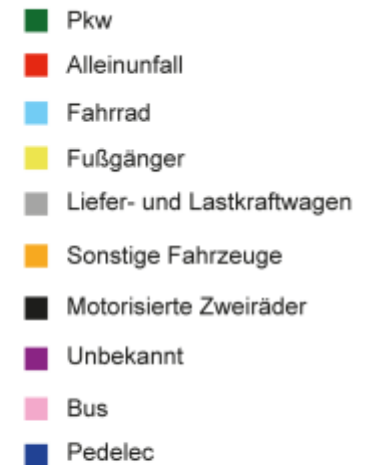 Pkw
Alleinunfall
Fahrrad
Fußgänger
Liefer- und Lastkraftwagen
Sonstige Fahrzeuge
Motorisierte Zweiräder
Unbekannt
Bus
Pedelec